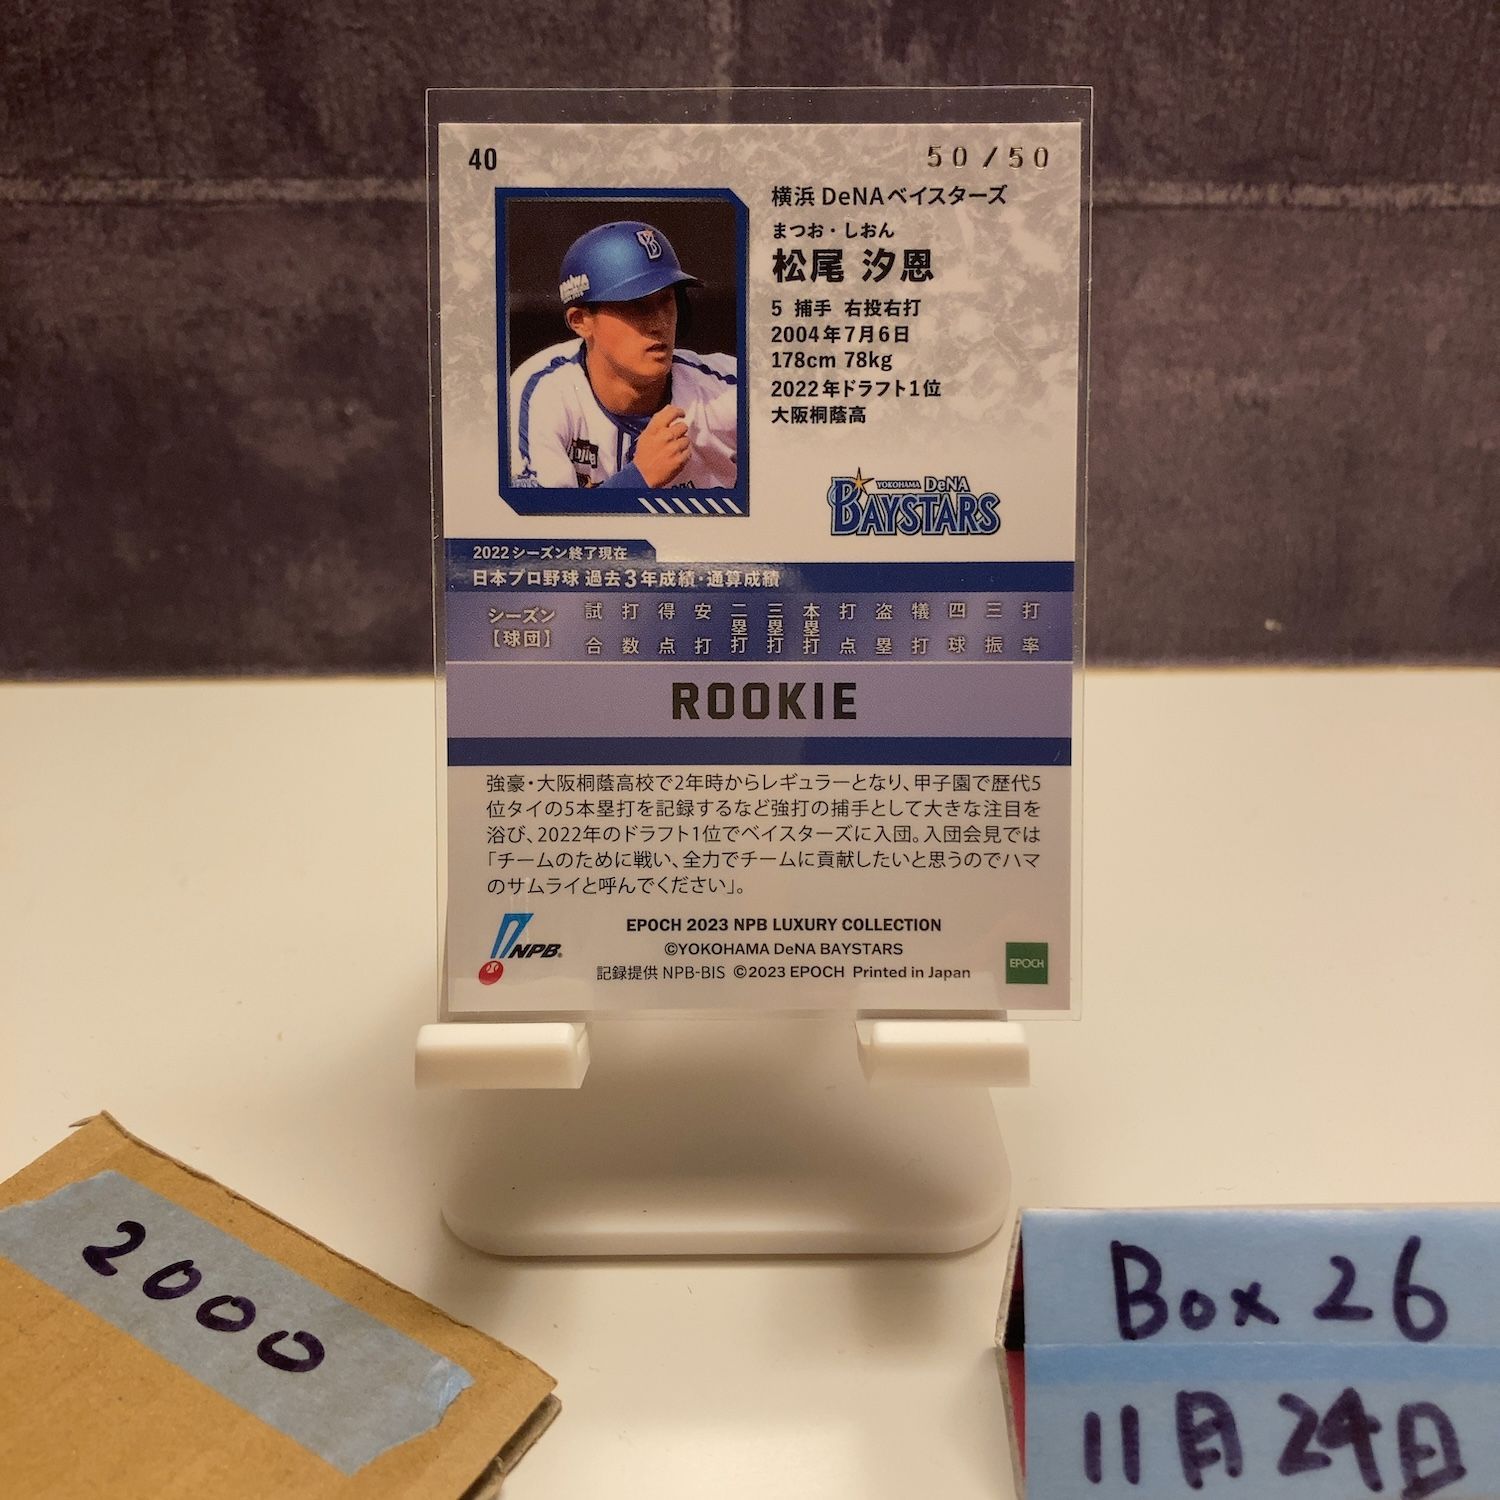 40
50/50
横浜 DeNAベイスターズ
まつお・しおん
松尾 汐恩
5 捕手 右投右打
2004年7月6日
178cm 78kg
2022年ドラフト1位
大阪桐蔭高
YOKOHAMA DeNA
BAYSTARS
2022シーズン終了現在
日本プロ野球 過去3年成績・通算成績
シーズン【球団】 試合 打数 得点 安打 二塁打 三塁打 本塁打 打点 盗塁 犠打 四球 三振 打率
ROOKIE
強豪・大阪桐蔭高校で2年時からレギュラーとなり、甲子園で歴代5
位タイの5本塁打を記録するなど強打の捕手として大きな注目を
浴び、2022年のドラフト1位でベイスターズに入団。入団会見では
「チームのために戦い、全力でチームに貢献したいと思うのでハマ
のサムライと呼んでください」。
NPB®
EPOCH 2023 NPB LUXURY COLLECTION
©YOKOHAMA DeNA BAYSTARS
記録提供 NPB-BIS ©2023 EPOCH Printed in Japan
EPOCH
2000
Box 26
11月24日